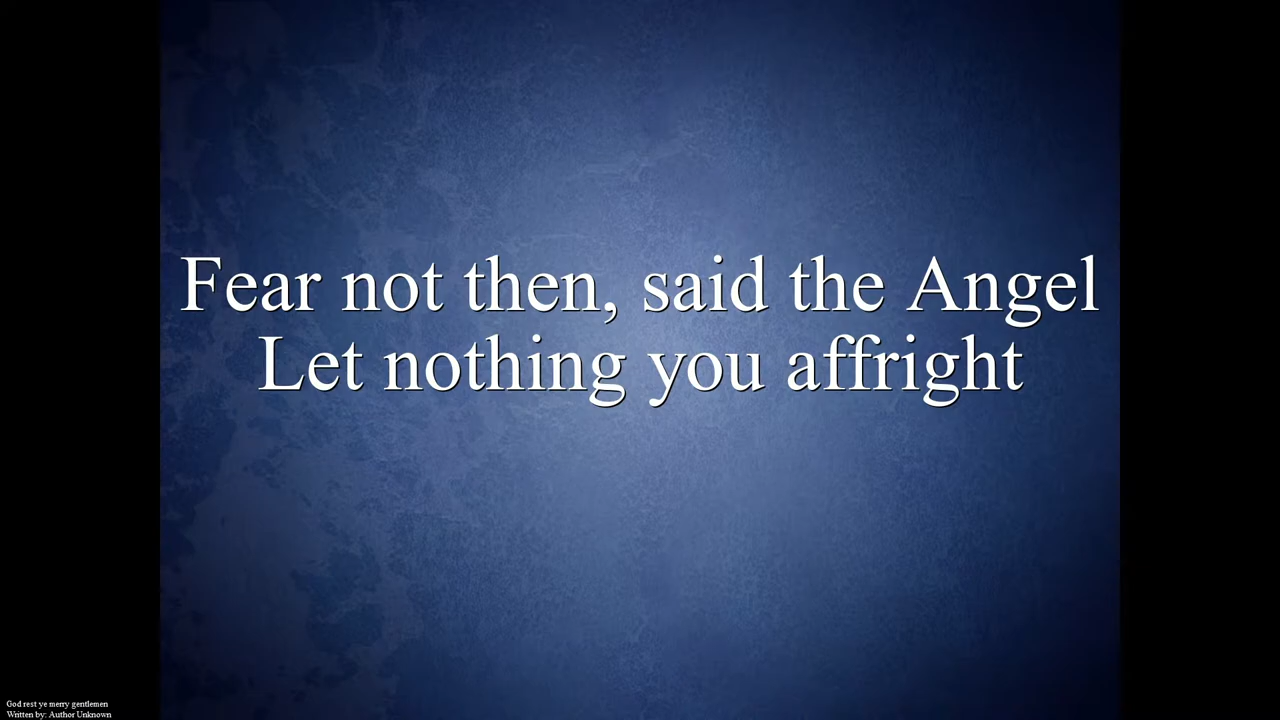 Fear not then, said the Angel
Let nothing you affright
God rest ye merry gentlemen
Written by: Author Unknown